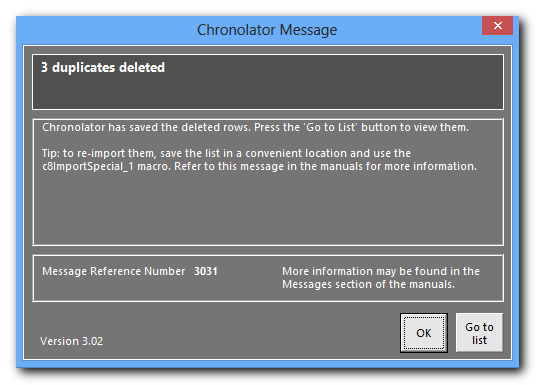 Chronolator Message
3 duplicates deleted
Chronolator has saved the deleted rows. Press the 'Go to List' button to view them.
Tip: to re-import them, save the list in a convenient location and use the
c8ImportSpecial_1 macro. Refer to this message in the manuals for more information.
Message Reference Number 3031
More information may be found in the
Messages section of the manuals.
Version 3.02
OK
Go to
list